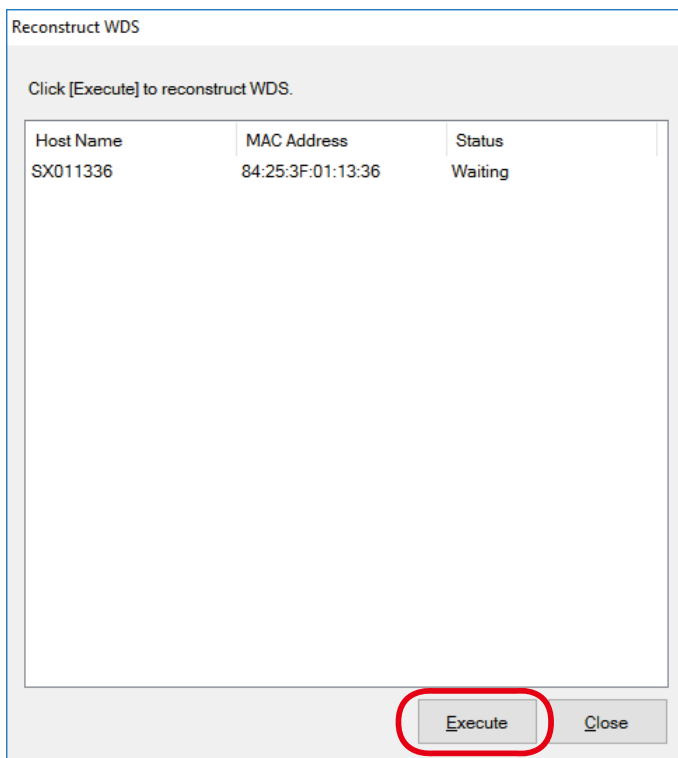 Reconstruct WDS
Click [Execute] to reconstruct WDS.
Host Name MAC Address Status
SX011336 84:25:3F:01:13:36 Waiting
Execute Close